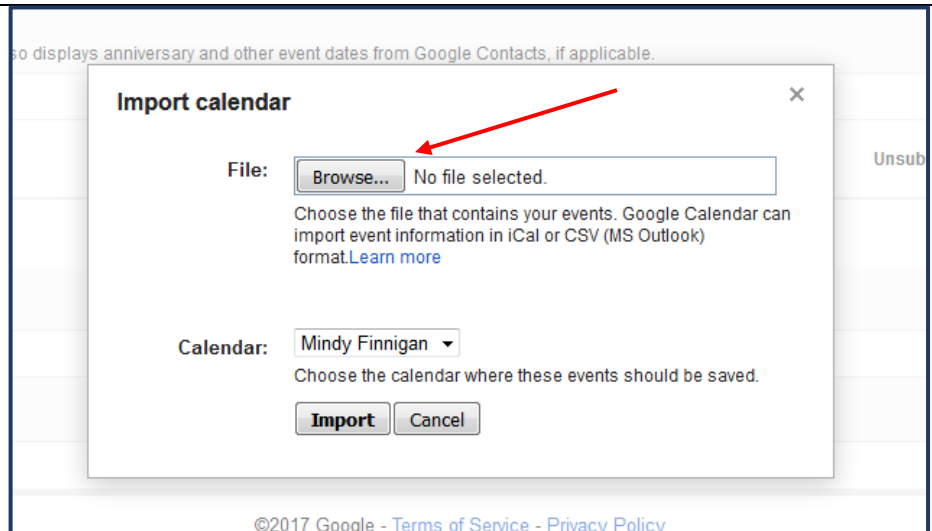 so displays anniversary and other event dates from Google Contacts, if applicable.
Import calendar
×
Unsub
File:
Browse... No file selected.
Choose the file that contains your events. Google Calendar can
import event information in iCal or CSV (MS Outlook)
format.Learn more
Calendar:
Mindy Finnigan
Choose the calendar where these events should be saved.
Import Cancel
©2017 Google - Terms of Service - Privacy Policy